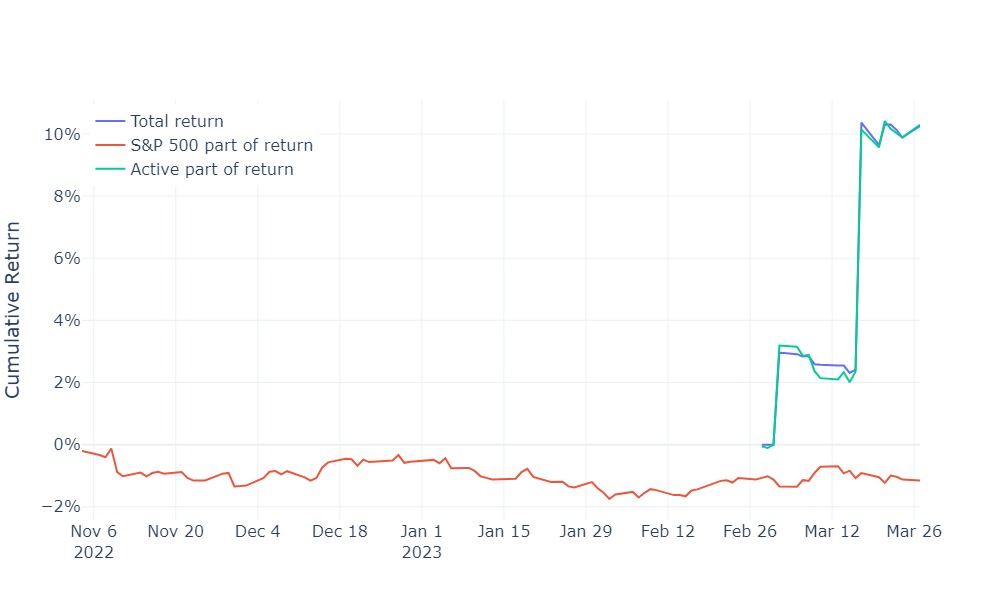 Total return
S&P 500 part of return
Active part of return
10%
8%
6%
4%
2%
0%
−2%
Cumulative Return
Nov 6 Nov 20 Dec 4 Dec 18 Jan 1 Jan 15 Jan 29 Feb 12 Feb 26 Mar 12 Mar 26
2022 2023